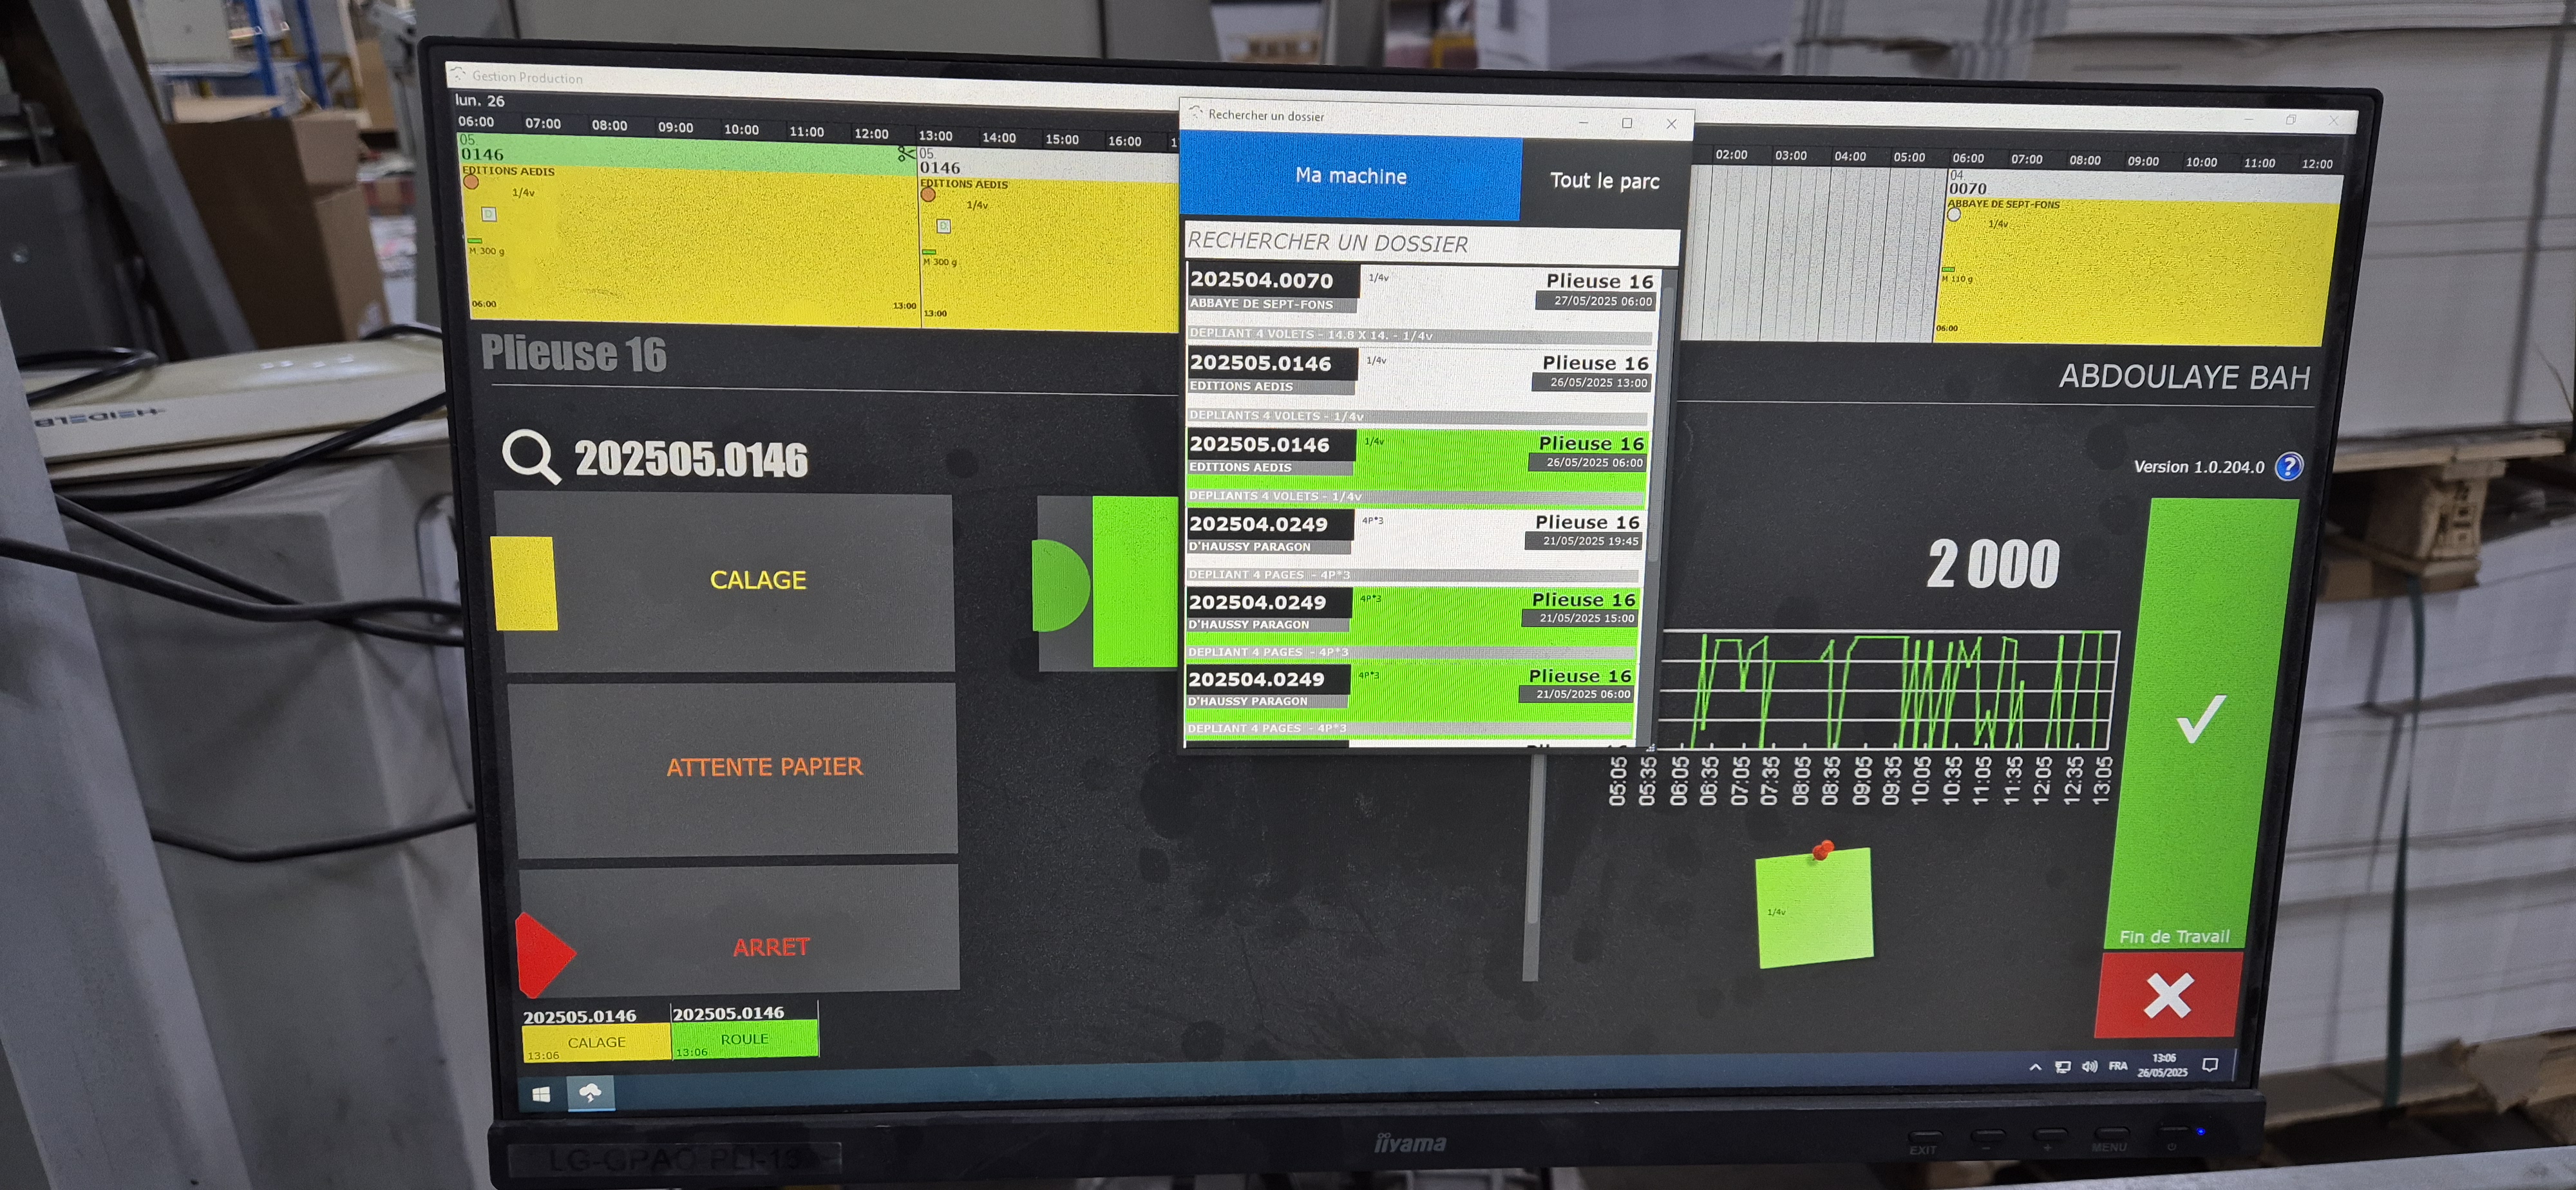 Gestion Production
lun. 26
06:00 07:00 08:00 09:00 10:00 11:00 12:00 13:00 14:00 15:00 16:00
02:00 03:00 04:00 05:00 06:00 07:00 08:00 09:00 10:00 11:00 12:00
05
0146
EDITIONS AEDIS
1/4v
D
M 300 g
06:00
13:00
05
0146
EDITIONS AEDIS
1/4v
D
M 300 g
13:00
04
0070
ABBAYE DE SEPT-FONS
1/4v
M 110 g
06:00
Rechercher un dossier
Ma machine
Tout le parc
RECHERCHER UN DOSSIER
202504.0070 1/4v Plieuse 16
ABBAYE DE SEPT-FONS 27/05/2025 06:00
DEPLIANT 4 VOLETS - 14.8 X 14. - 1/4v
202505.0146 1/4v Plieuse 16
EDITIONS AEDIS 26/05/2025 13:00
DEPLIANTS 4 VOLETS - 1/4v
202505.0146 1/4v Plieuse 16
EDITIONS AEDIS 26/05/2025 06:00
DEPLIANTS 4 VOLETS - 1/4v
202504.0249 4P*3 Plieuse 16
D'HAUSSY PARAGON 21/05/2025 19:45
DEPLIANT 4 PAGES - 4P*3
202504.0249 4P*3 Plieuse 16
D'HAUSSY PARAGON 21/05/2025 15:00
DEPLIANT 4 PAGES - 4P*3
202504.0249 4P*3 Plieuse 16
D'HAUSSY PARAGON 21/05/2025 06:00
DEPLIANT 4 PAGES - 4P*3
Plieuse 16
ABDOULAYE BAH
202505.0146
Version 1.0.204.0 ?
CALAGE
2 000
ATTENTE PAPIER
05:05 05:35 06:05 06:35 07:05 07:35 08:05 08:35 09:05 09:35 10:05 10:35 11:05 11:35 12:05 12:35 13:05
1/4v
ARRET
Fin de Travail
202505.0146 202505.0146
CALAGE ROULE
13:06 13:06
FRA
13:06
26/05/2025
iiyama
EXIT - + MENU